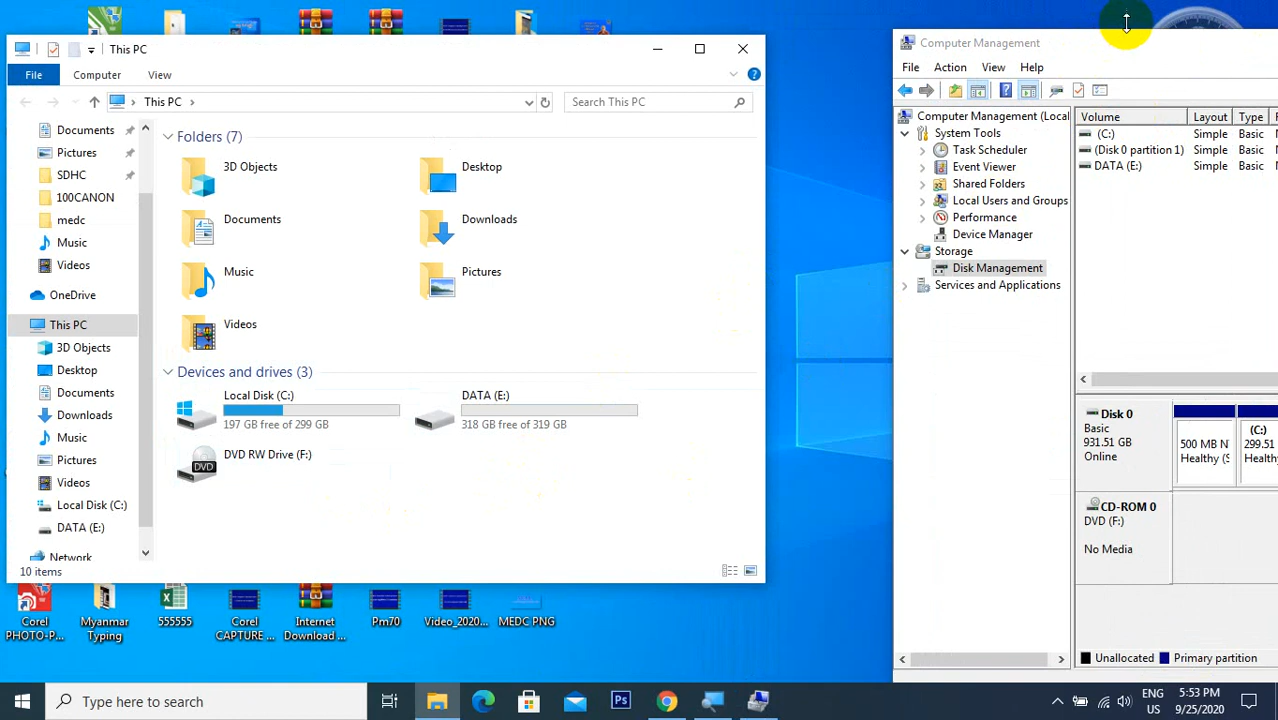 This PC
File
Computer
View
This PC
Search This PC
Documents
Pictures
SDHC
100CANON
medc
Music
Videos
OneDrive
This PC
3D Objects
Desktop
Documents
Downloads
Music
Pictures
Videos
Local Disk (C:)
DATA (E:)
Network
Folders (7)
3D Objects
Desktop
Documents
Downloads
Music
Pictures
Videos
Devices and drives (3)
Local Disk (C:)
197 GB free of 299 GB
DATA (E:)
318 GB free of 319 GB
DVD RW Drive (F:)
DVD
10 items
Computer Management
File Action View Help
Computer Management (Local
System Tools
Task Scheduler
Event Viewer
Shared Folders
Local Users and Groups
Performance
Device Manager
Storage
Disk Management
Services and Applications
Volume Layout Type
(C:) Simple Basic
(Disk 0 partition 1) Simple Basic
DATA (E:) Simple Basic
Disk 0
Basic
931.51 GB
Online
500 MB N
Healthy (S
(C:)
299.51
Healthy
CD-ROM 0
DVD (F:)
No Media
Unallocated Primary partition
Corel
PHOTO-P...
Myanmar
Typing
555555
Corel
CAPTURE ...
Internet
Download ...
Pm70
Video_2020...
MEDC PNG
Type here to search
Ps
ENG
US
5:53 PM
9/25/2020